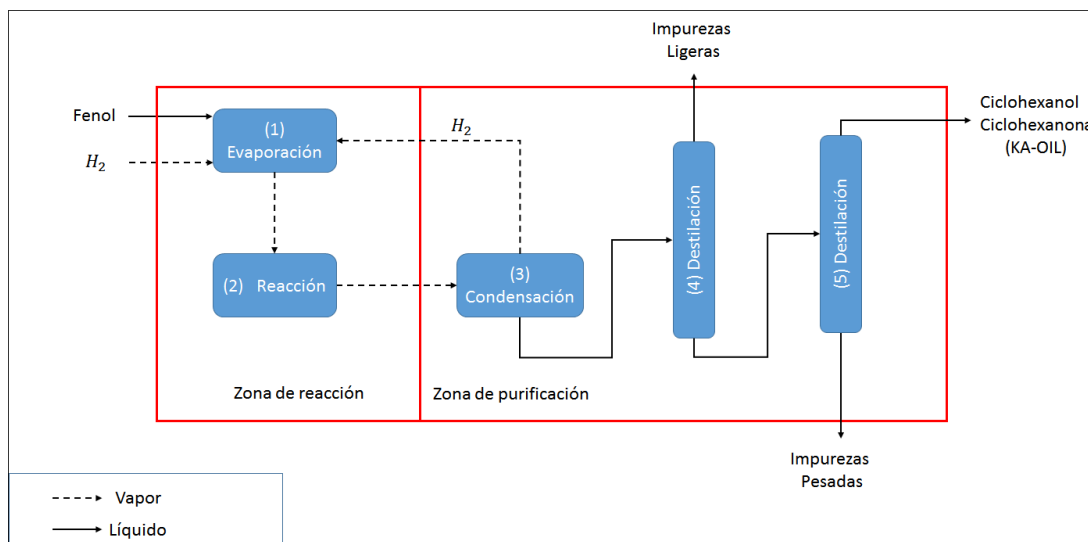 Impurezas
Ligeras
Fenol
H₂
(1)
Evaporación
H₂
Ciclohexanol
Ciclohexanona
(KA-OIL)
(2) Reacción
(3)
Condensación
(4) Destilación
(5) Destilación
Zona de reacción
Zona de purificación
Impurezas
Pesadas
Vapor
Líquido